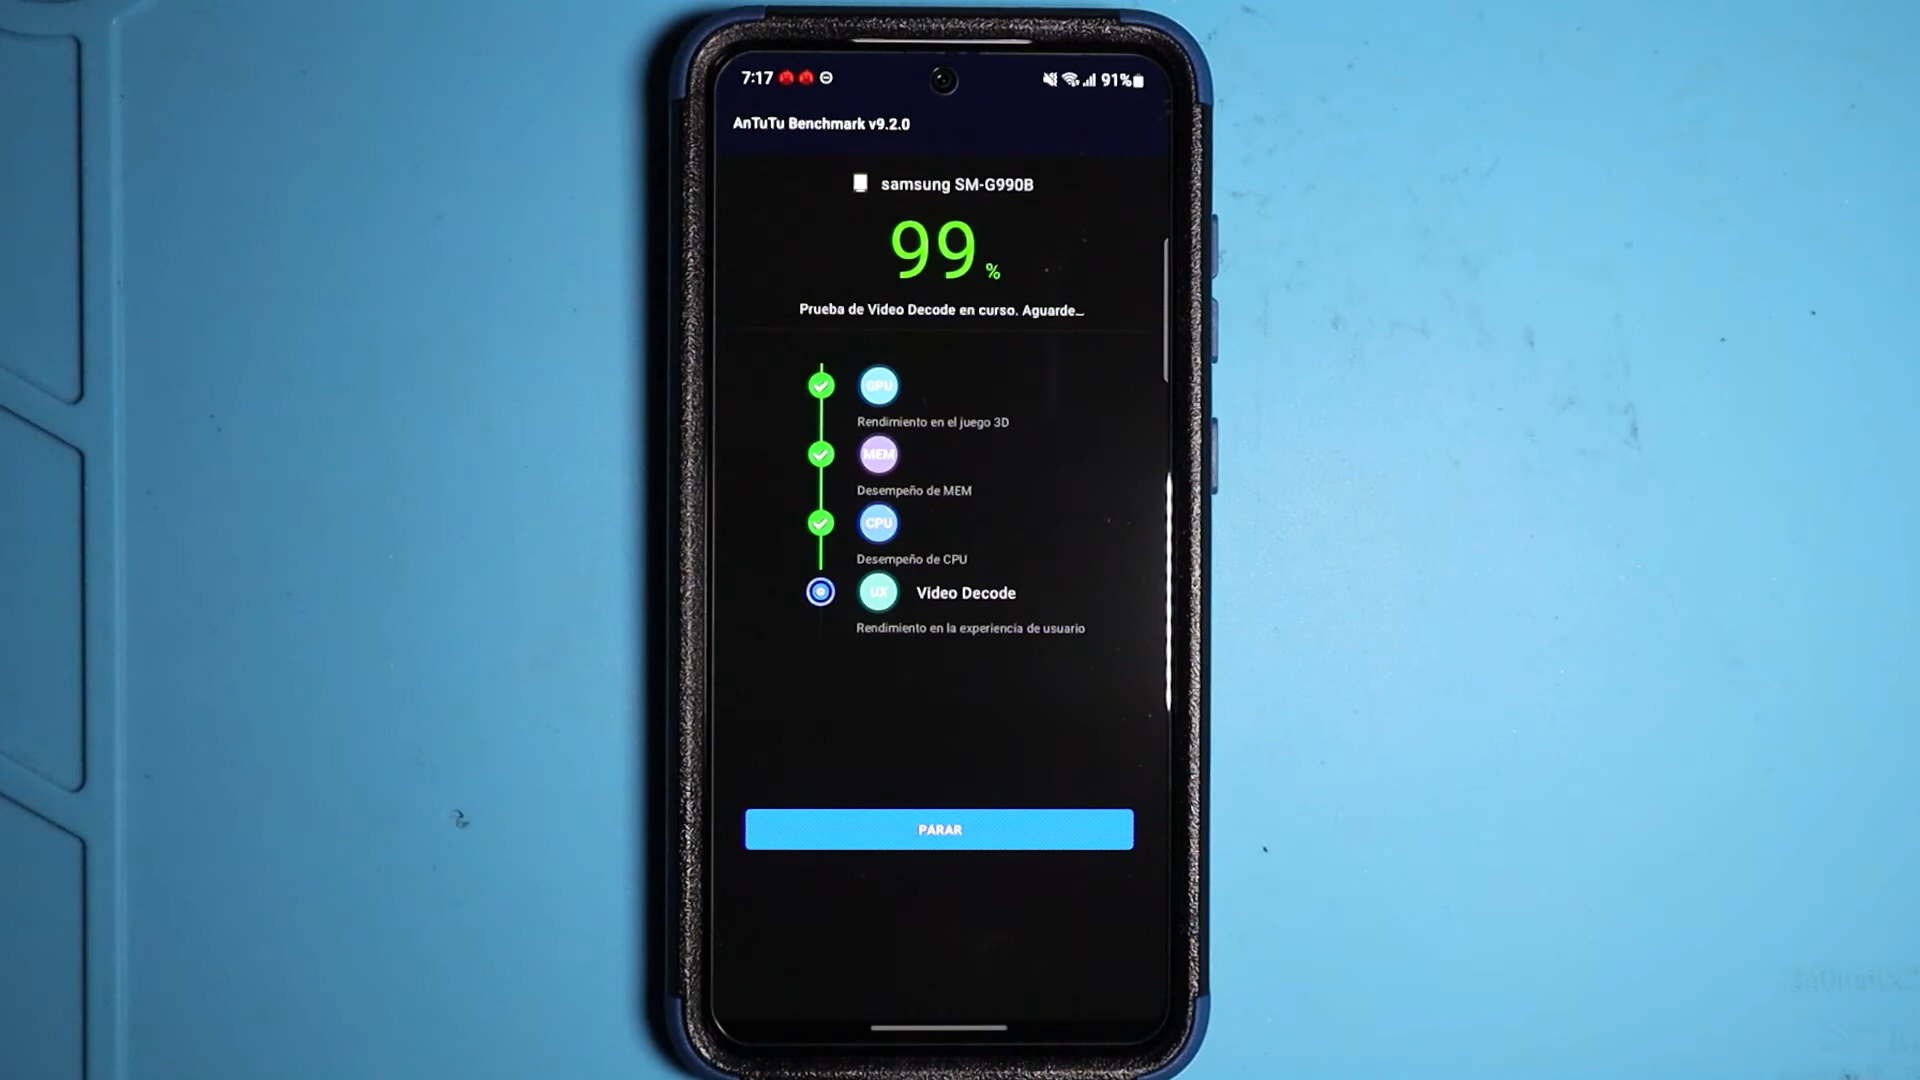 7:17 91%
AnTuTu Benchmark v9.2.0
samsung SM-G990B
99 %
Prueba de Video Decode en curso. Aguarde...
GPU
Rendimiento en el juego 3D
MEM
Desempeño de MEM
CPU
Desempeño de CPU
UX Video Decode
Rendimiento en la experiencia de usuario
PARAR